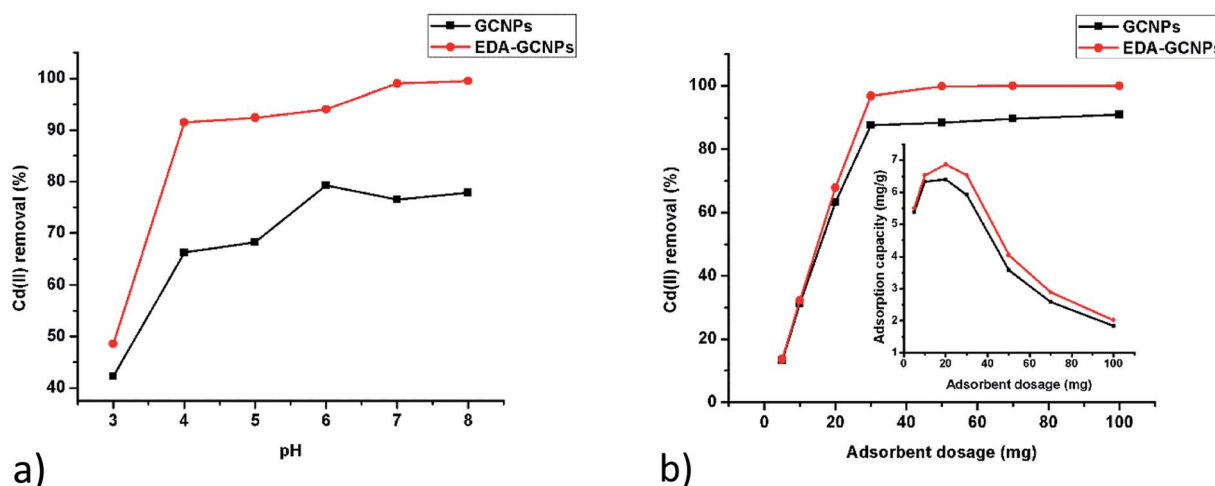 GCNPs
EDA-GCNPs
100
90
80
70
60
50
40
Cd(II) removal (%)
3 4 5 6 7 8
pH
a)
GCNPs
EDA-GCNPs
100
80
60
40
20
0
Cd(II) removal (%)
7
6
5
4
3
2
1
Adsorption capacity (mg/g)
0 20 40 60 80 100
Adsorbent dosage (mg)
0 20 40 60 80 100
Adsorbent dosage (mg)
b)